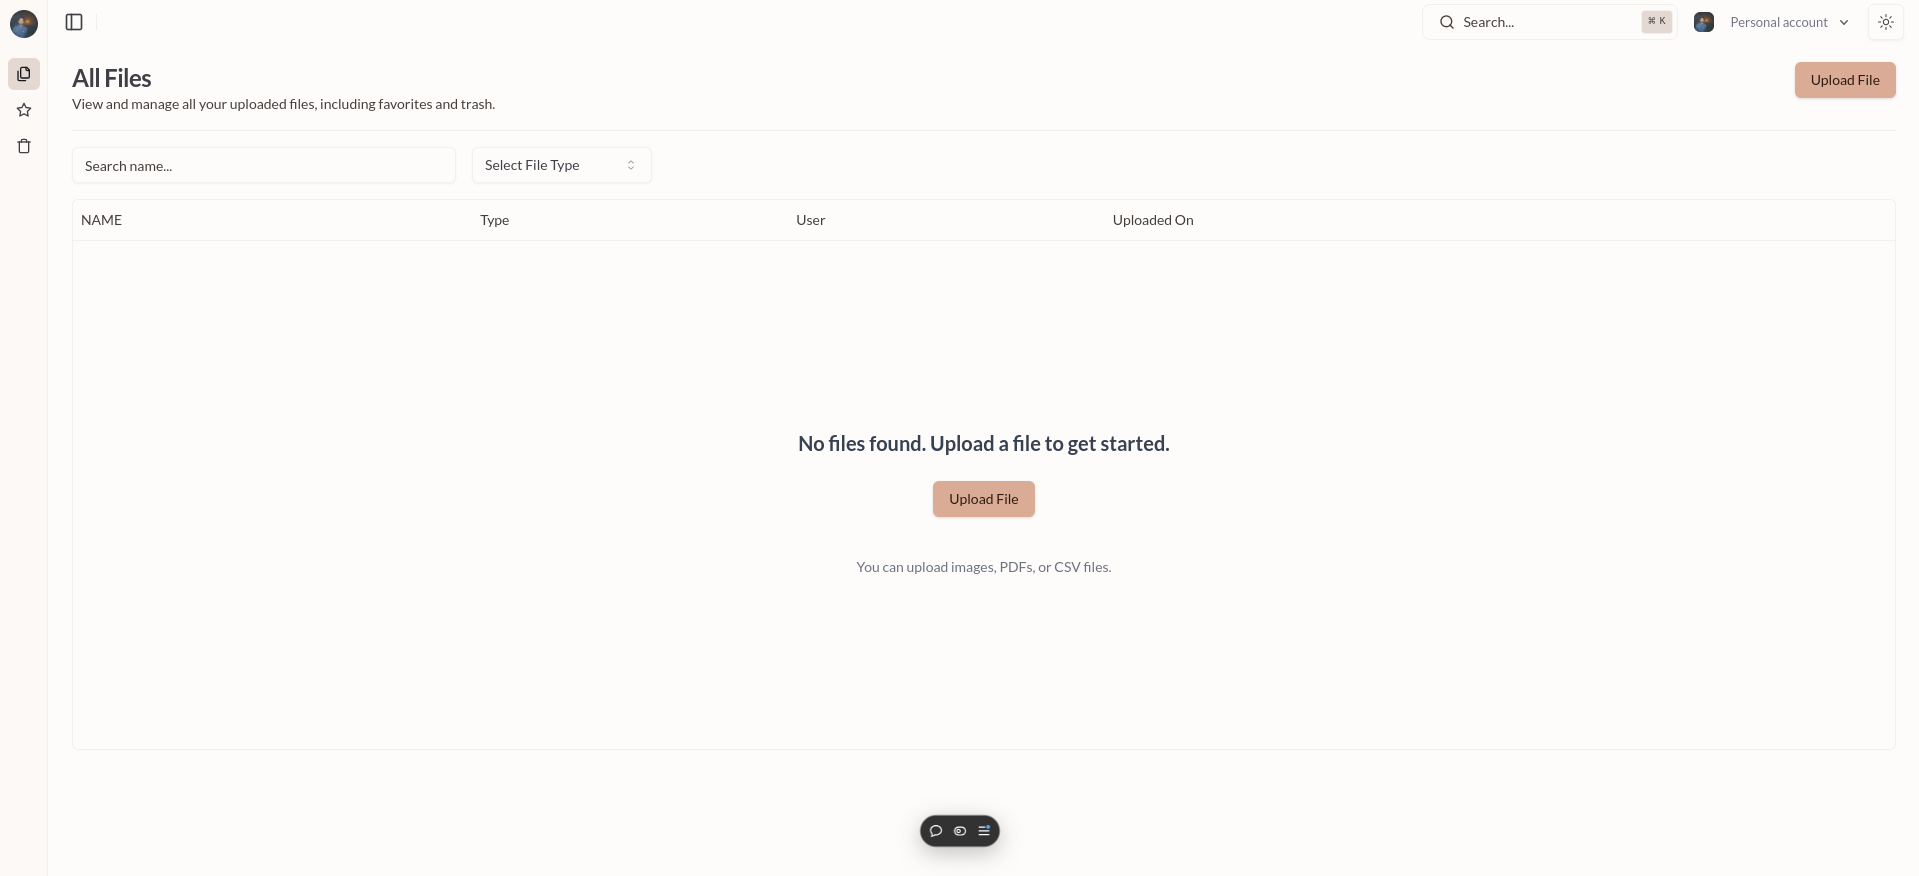 Search... ⌘ K Personal account
All Files
Upload File
View and manage all your uploaded files, including favorites and trash.
Search name... Select File Type
NAME Type User Uploaded On
No files found. Upload a file to get started.
Upload File
You can upload images, PDFs, or CSV files.